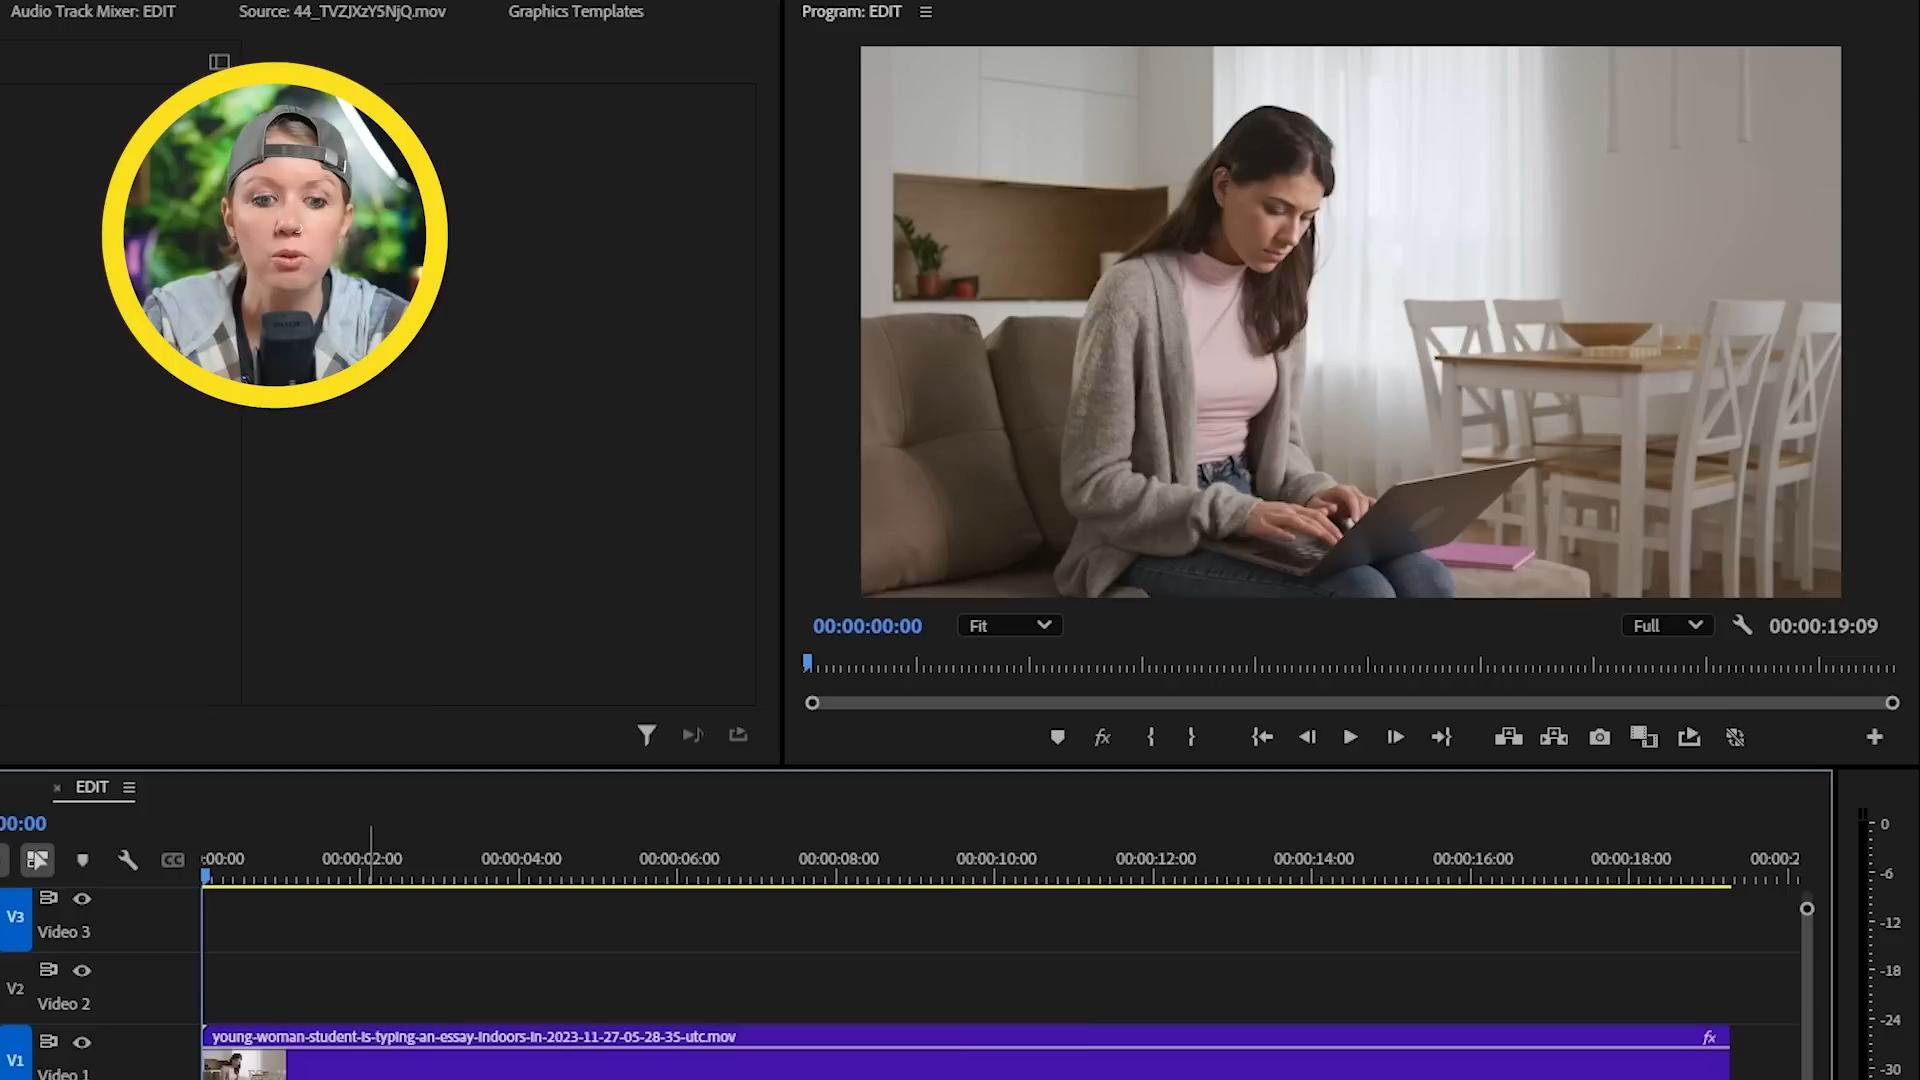 Audio Track Mixer: EDIT
Source: 44_TVZJXzY5NjQ.mov
Graphics Templates
Program: EDIT
00:00:00:00
Fit
Full
00:00:19:09
fx
EDIT
00:00
CC
:00:00
00:00:02:00
00:00:04:00
00:00:06:00
00:00:08:00
00:00:10:00
00:00:12:00
00:00:14:00
00:00:16:00
00:00:18:00
00:00:2
V3
Video 3
V2
Video 2
V1
Video 1
young-woman-student-is-typing-an-essay-indoors-in-2023-11-27-05-28-35-utc.mov
fx
0
-6
-12
-18
-24
-30